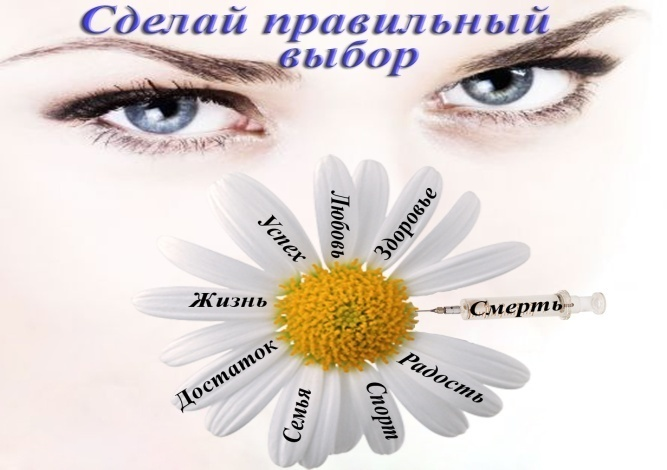 Сделай правильный
выбор
Успех
Любовь
Здоровье
Жизнь
Смерть
Достаток
Семья
Спорт
Радость